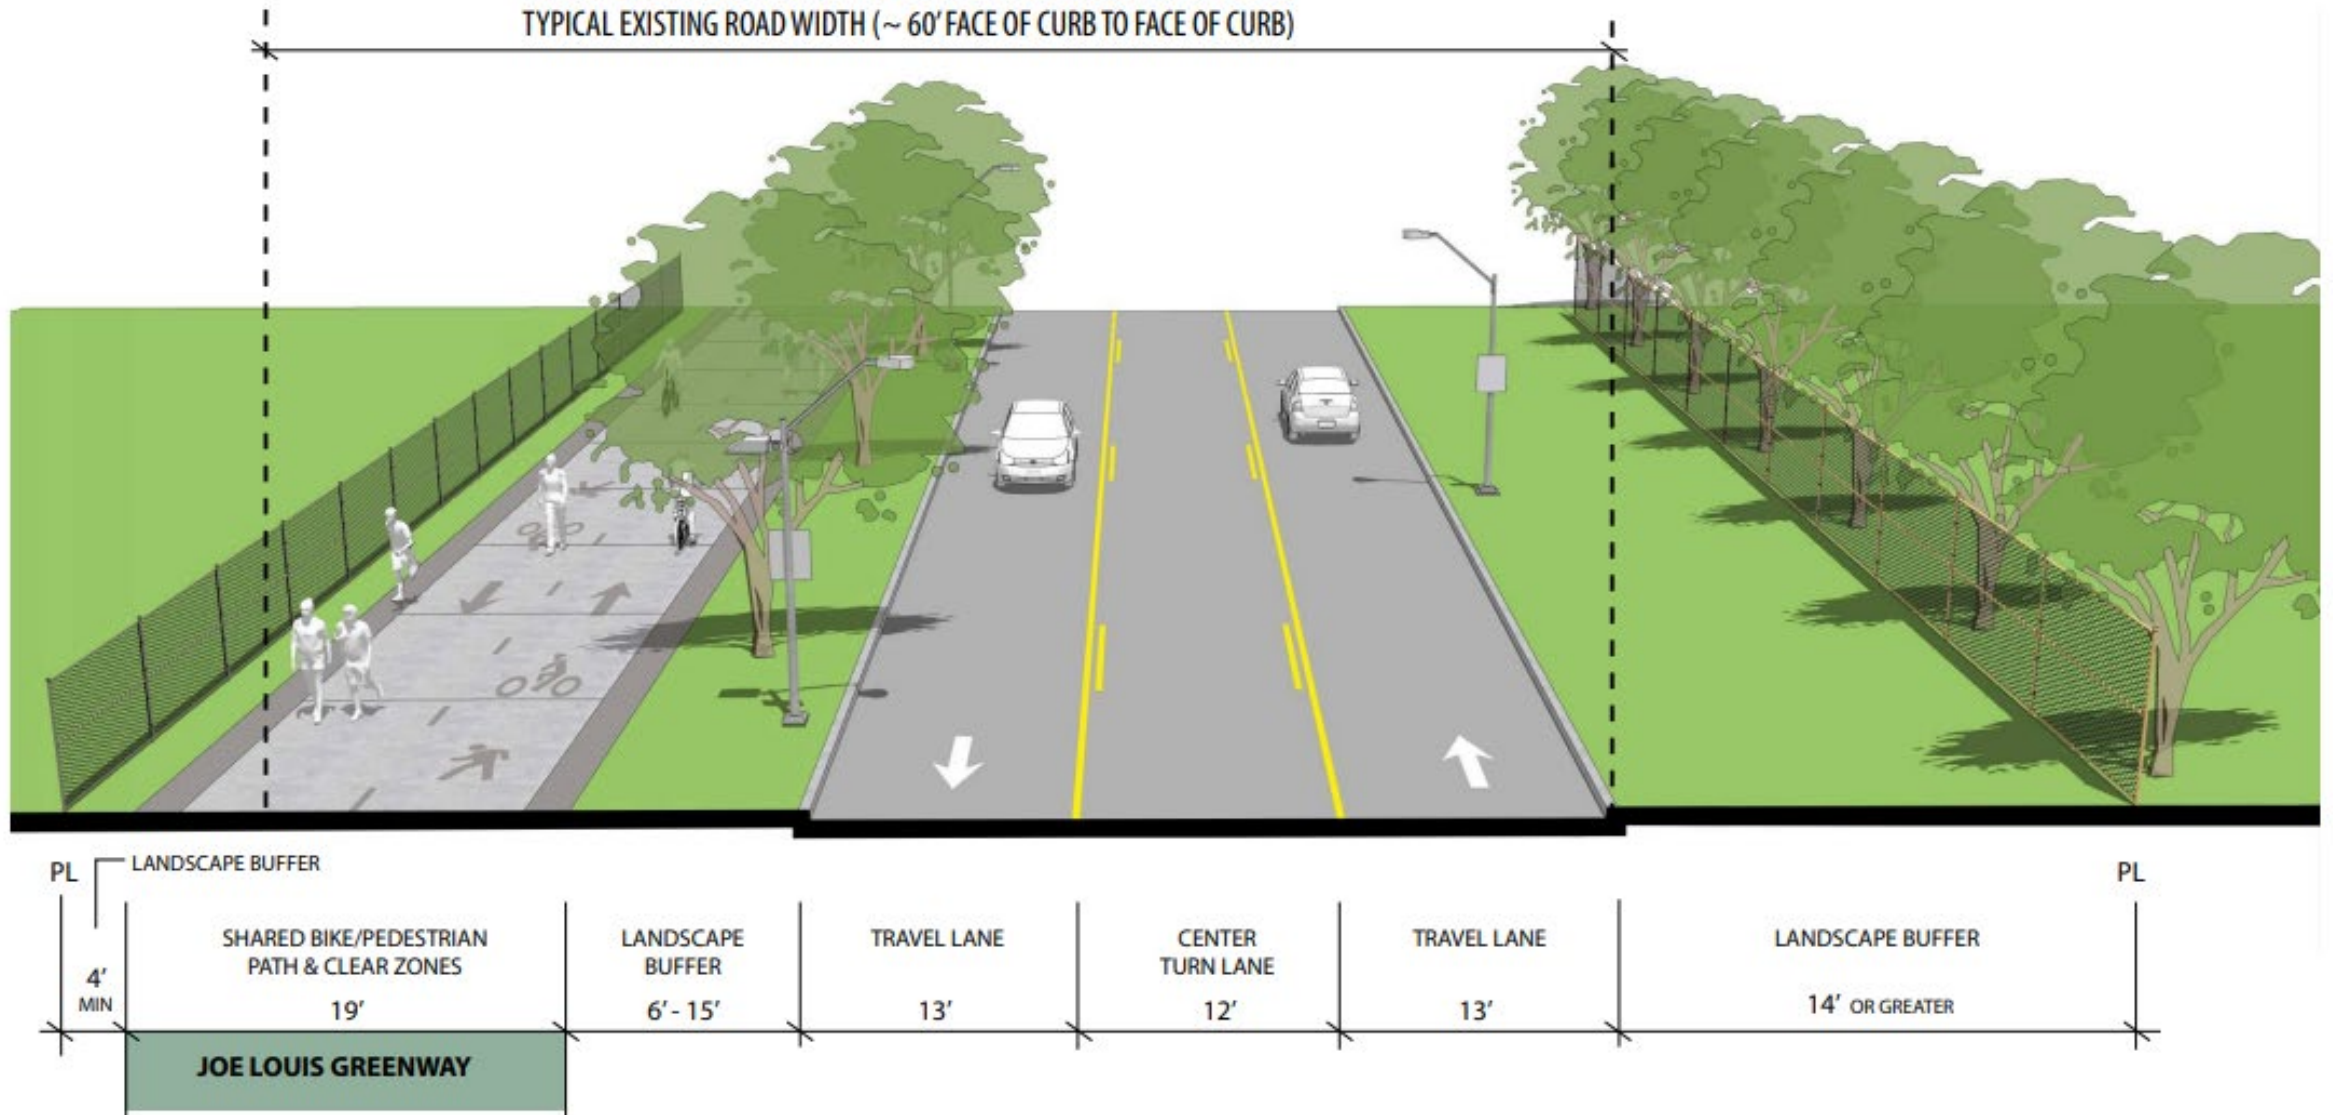 TYPICAL EXISTING ROAD WIDTH (~ 60' FACE OF CURB TO FACE OF CURB)
PL
LANDSCAPE BUFFER
PL
4'
MIN
SHARED BIKE/PEDESTRIAN
PATH & CLEAR ZONES
19'
LANDSCAPE
BUFFER
6' - 15'
TRAVEL LANE
13'
CENTER
TURN LANE
12'
TRAVEL LANE
13'
LANDSCAPE BUFFER
14' OR GREATER
JOE LOUIS GREENWAY